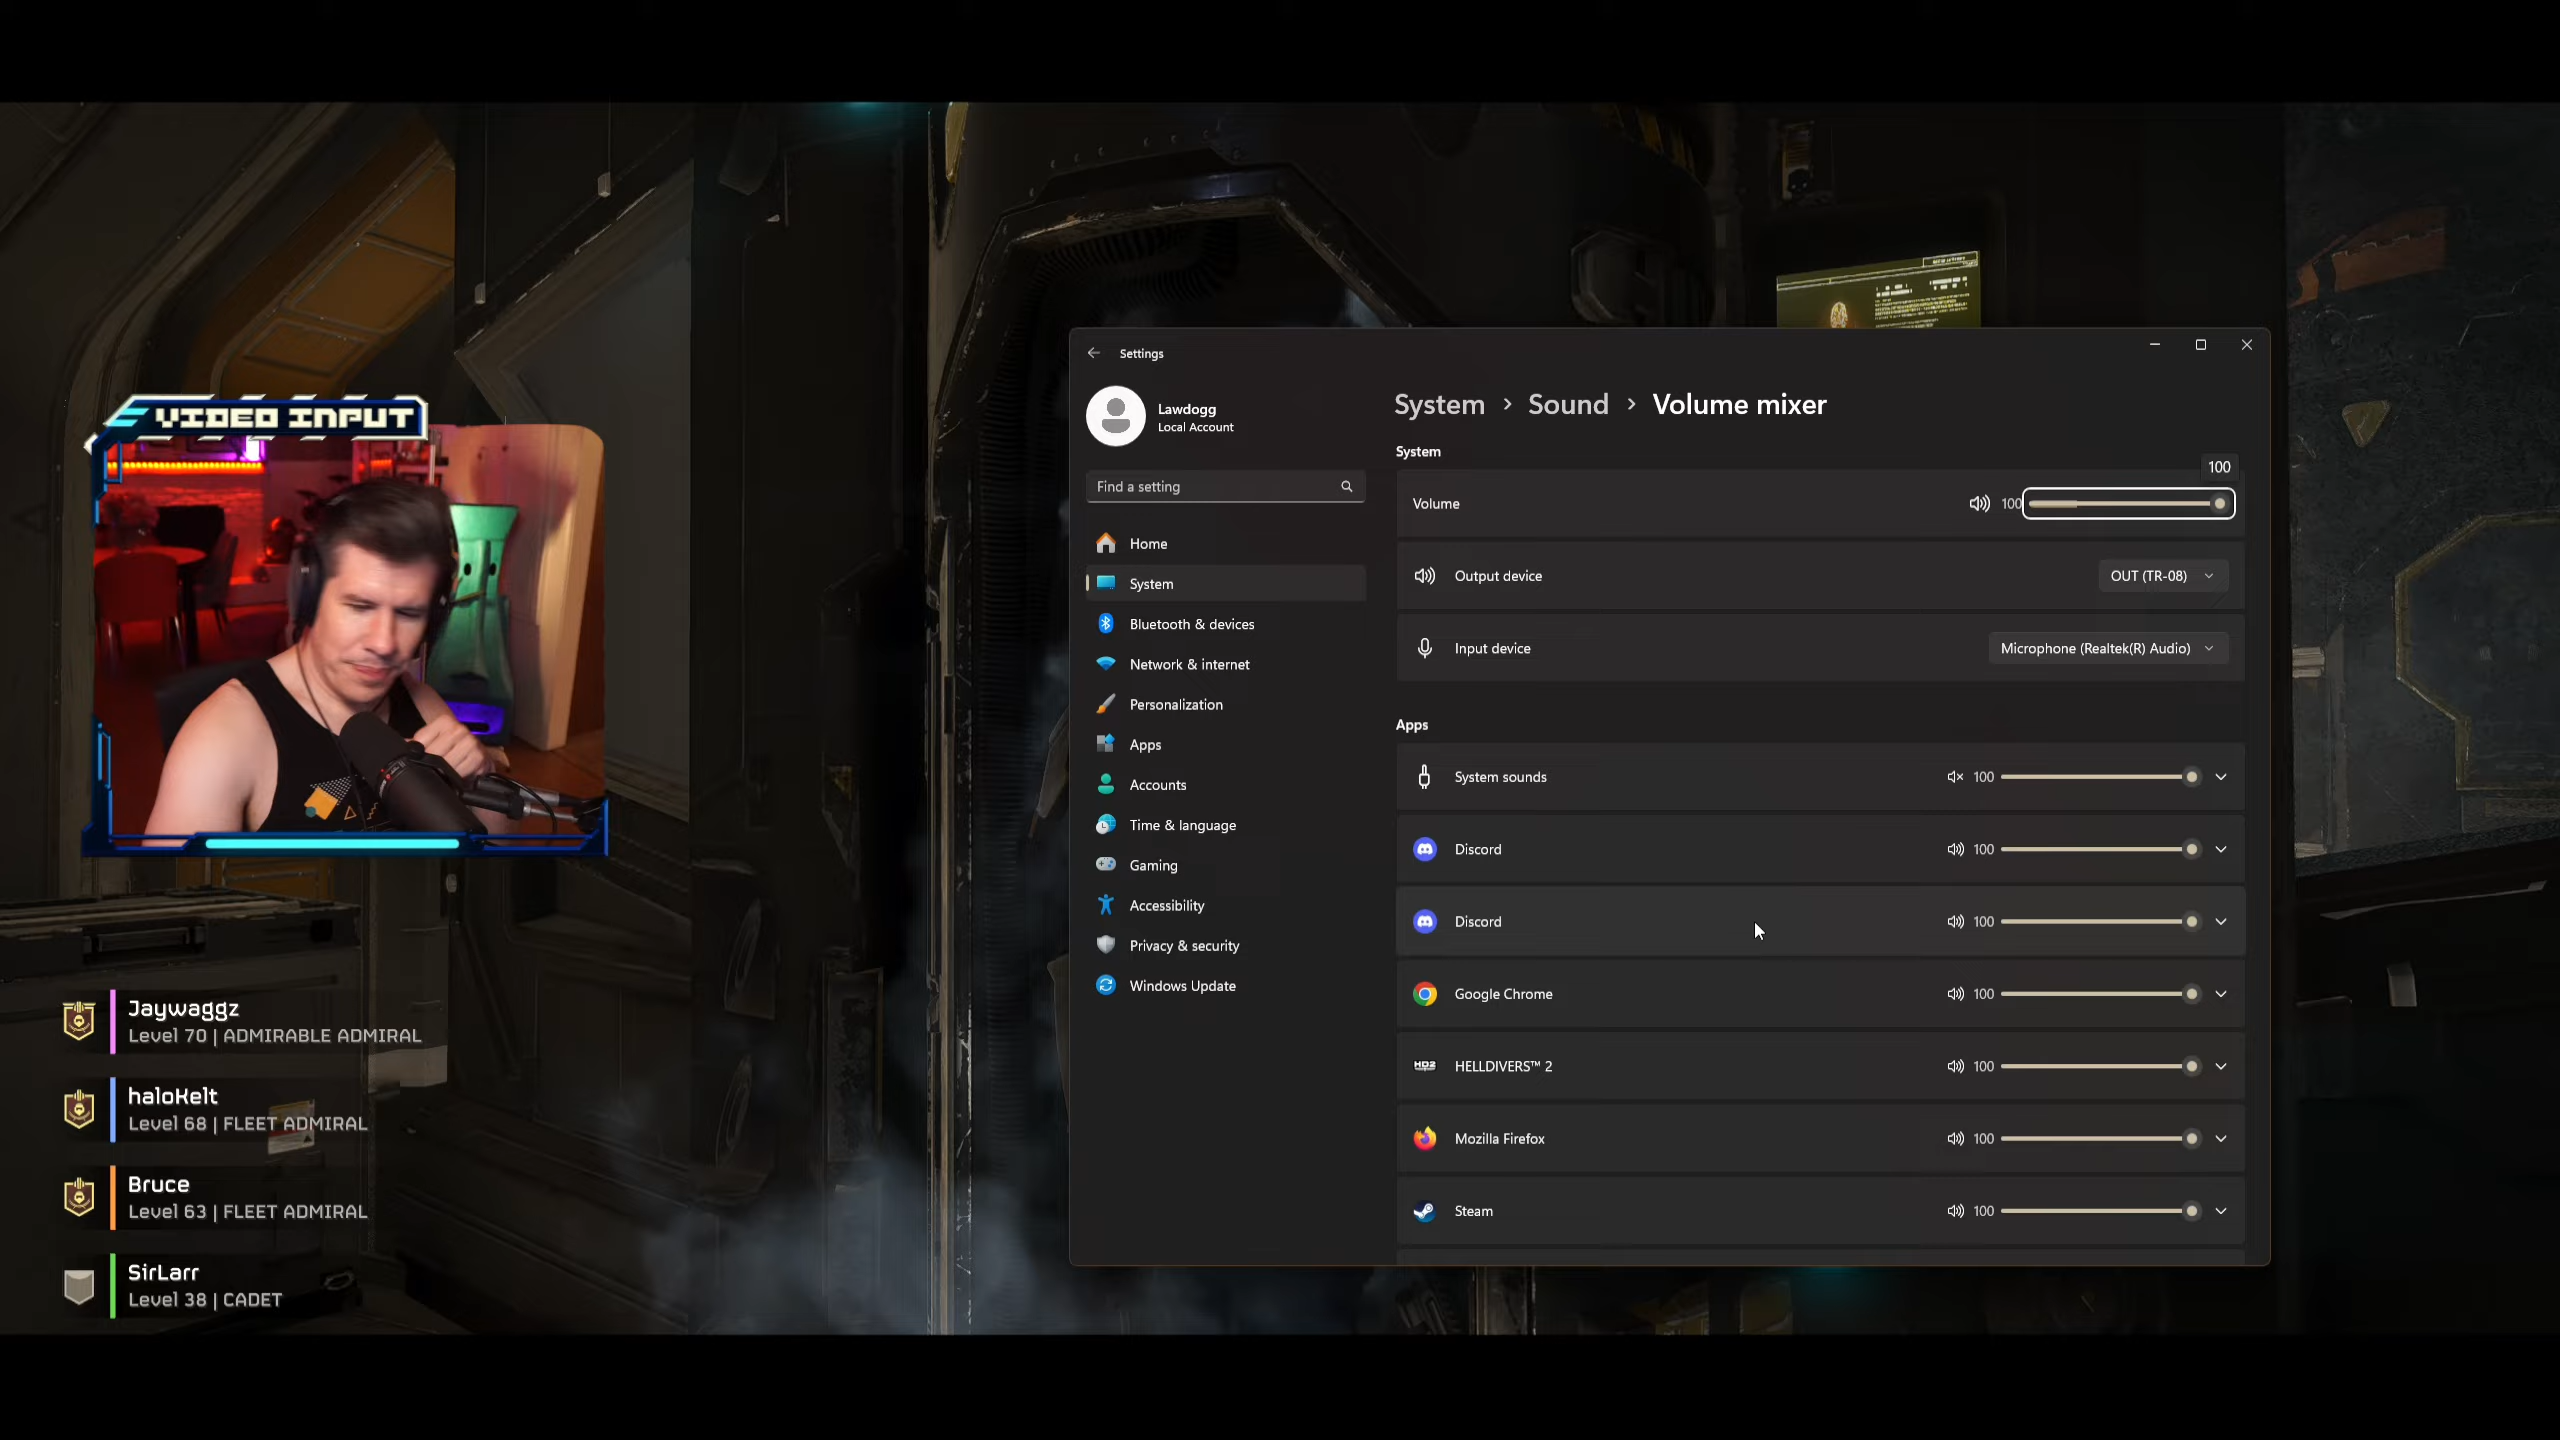 VIDEO INPUT
Jaywaggz
Level 70 | ADMIRABLE ADMIRAL
haloKelt
Level 68 | FLEET ADMIRAL
Bruce
Level 63 | FLEET ADMIRAL
SirLarr
Level 38 | CADET
Settings
Lawdogg
Local Account
Find a setting
Home
System
Bluetooth & devices
Network & internet
Personalization
Apps
Accounts
Time & language
Gaming
Accessibility
Privacy & security
Windows Update
System > Sound > Volume mixer
System
100
Volume 100
Output device OUT (TR-08)
Input device Microphone (Realtek(R) Audio)
Apps
System sounds 100
Discord 100
Discord 100
Google Chrome 100
HD2 HELLDIVERS™ 2 100
Mozilla Firefox 100
Steam 100